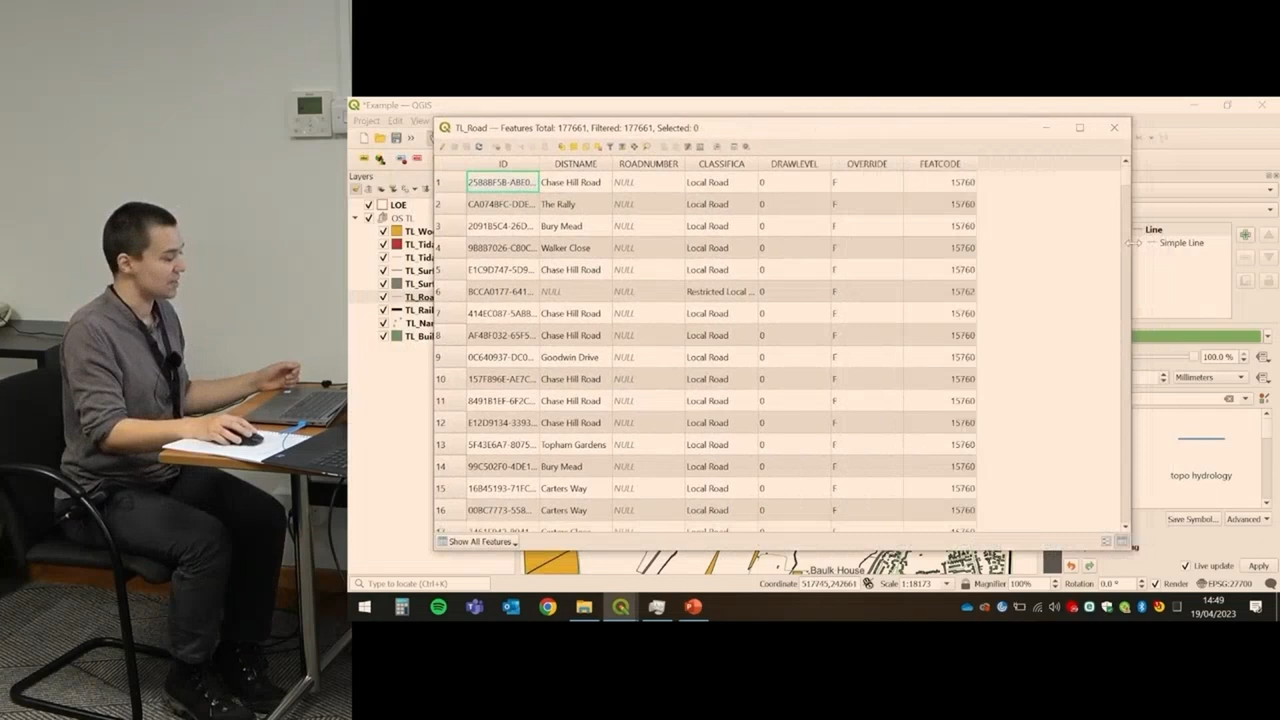 *Example — QGIS
Project Edit View
TL_Road — Features Total: 177661, Filtered: 177661, Selected: 0
Layers
LOE
OS TL
TL_Wo
TL_Tida
TL_Tida
TL_Surf
TL_Surf
TL_Roa
TL_Rail
TL_Nar
TL_Buil
ID DISTNAME ROADNUMBER CLASSIFICA DRAWLEVEL OVERRIDE FEATCODE
1 25B8BF5B-ABE0... Chase Hill Road NULL Local Road 0 F 15760
2 CA074BFC-DDE... The Rally NULL Local Road 0 F 15760
3 2091B5C4-26D... Bury Mead NULL Local Road 0 F 15760
4 9B8B7026-CB0C... Walker Close NULL Local Road 0 F 15760
5 E1C9D747-5D9... Chase Hill Road NULL Local Road 0 F 15760
6 BCCA0177-641... NULL NULL Restricted Local ... 0 F 15762
7 414EC087-5ABB... Chase Hill Road NULL Local Road 0 F 15760
8 AF4BFD32-65F5... Chase Hill Road NULL Local Road 0 F 15760
9 0C640937-DC0... Goodwin Drive NULL Local Road 0 F 15760
10 157F896E-AE7C... Chase Hill Road NULL Local Road 0 F 15760
11 8491B1EF-6F2C... Chase Hill Road NULL Local Road 0 F 15760
12 E12D9134-3393... Chase Hill Road NULL Local Road 0 F 15760
13 5F43E6A7-8075... Topham Gardens NULL Local Road 0 F 15760
14 99C502F0-4DE1... Bury Mead NULL Local Road 0 F 15760
15 16B45193-71FC... Carters Way NULL Local Road 0 F 15760
16 00BC7773-558... Carters Way NULL Local Road 0 F 15760
Show All Features
Line
Simple Line
100.0 %
Millimeters
topo hydrology
Save Symbol... Advanced
Baulk House
Live update Apply
Type to locate (Ctrl+K) Coordinate 517745,242661 Scale 1:18173 Magnifier 100% Rotation 0.0 ° Render EPSG:27700
14:49
19/04/2023